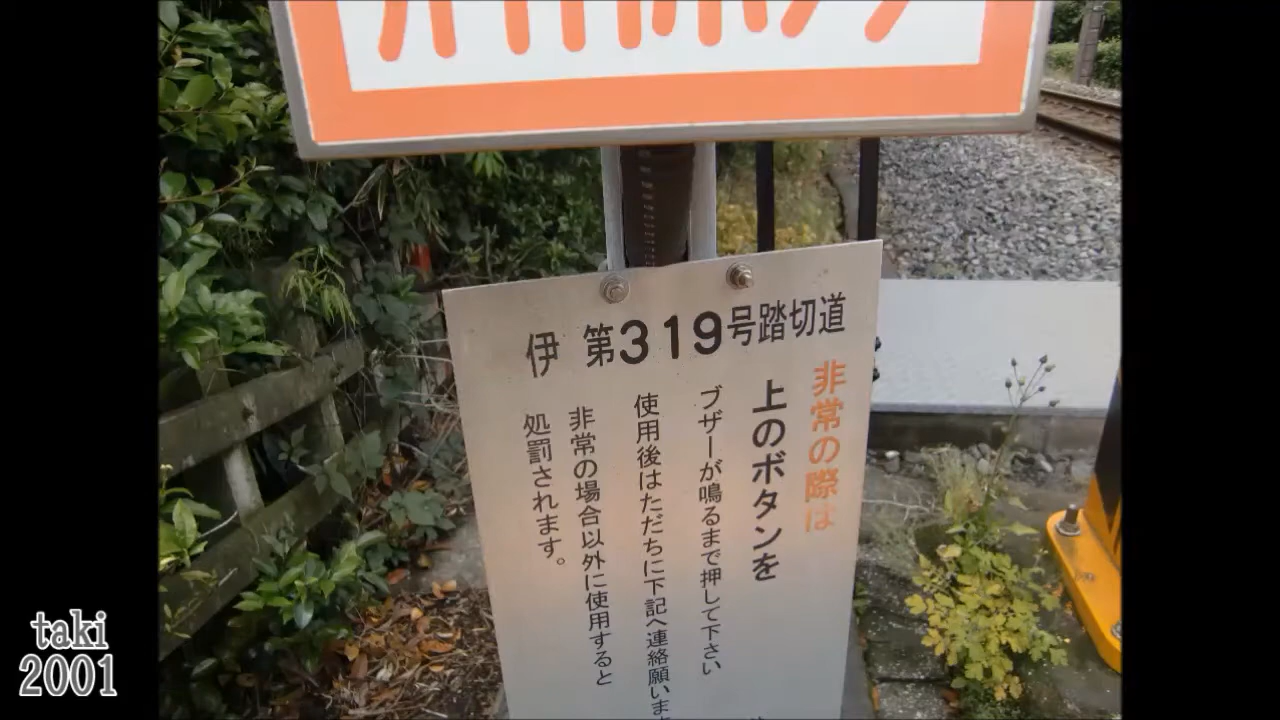 伊 第319号踏切道
非常の際は
上のボタンを
ブザーが鳴るまで押して下さい
使用後はただちに下記へ連絡願いま
非常の場合以外に使用すると
処罰されます。
taki
2001